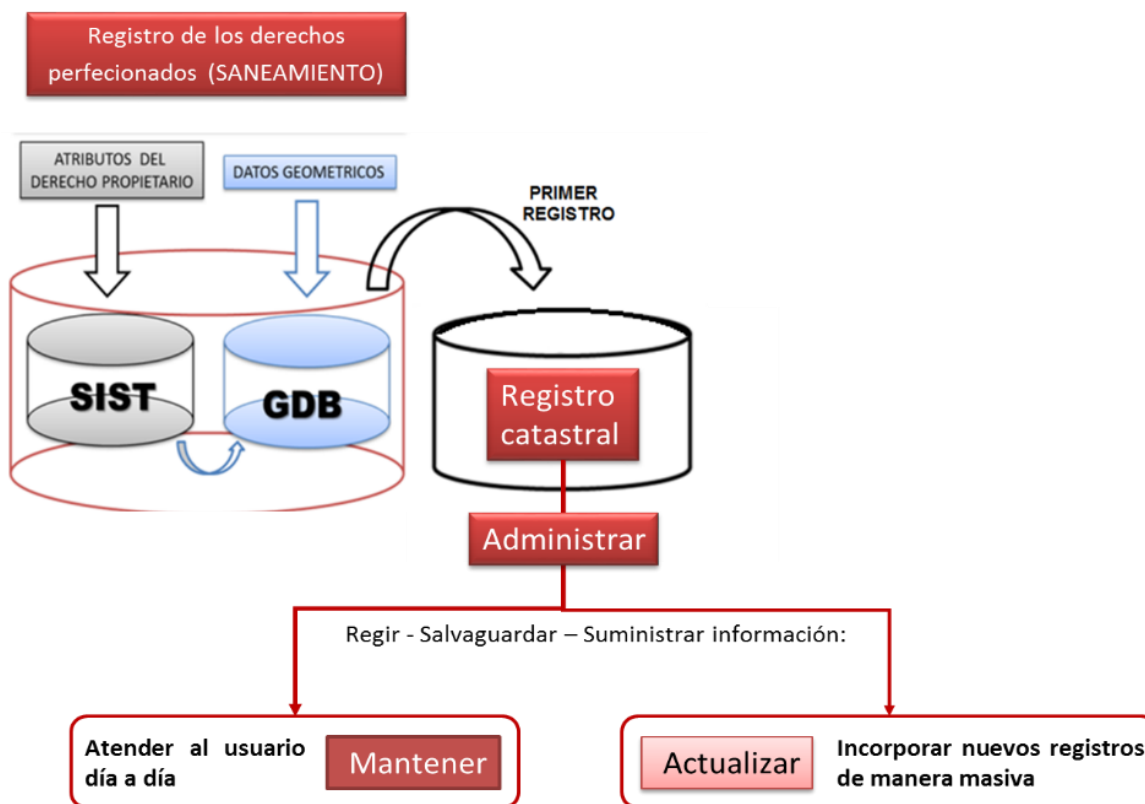 Registro de los derechos
perfecionados (SANEAMIENTO)
ATRIBUTOS DEL
DERECHO PROPIETARIO
DATOS GEOMETRICOS
PRIMER
REGISTRO
SIST
GDB
Registro
catastral
Administrar
Regir - Salvaguardar – Suministrar información:
Atender al usuario
día a día
Mantener
Actualizar
Incorporar nuevos registros
de manera masiva